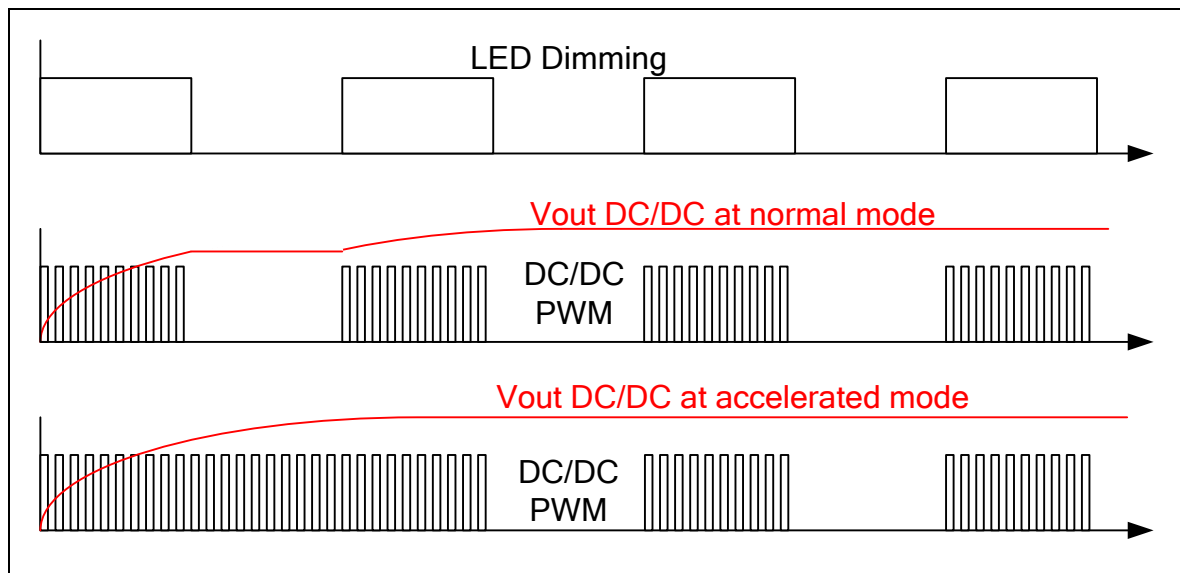 LED Dimming
Vout DC/DC at normal mode
DC/DC
PWM
Vout DC/DC at accelerated mode
DC/DC
PWM